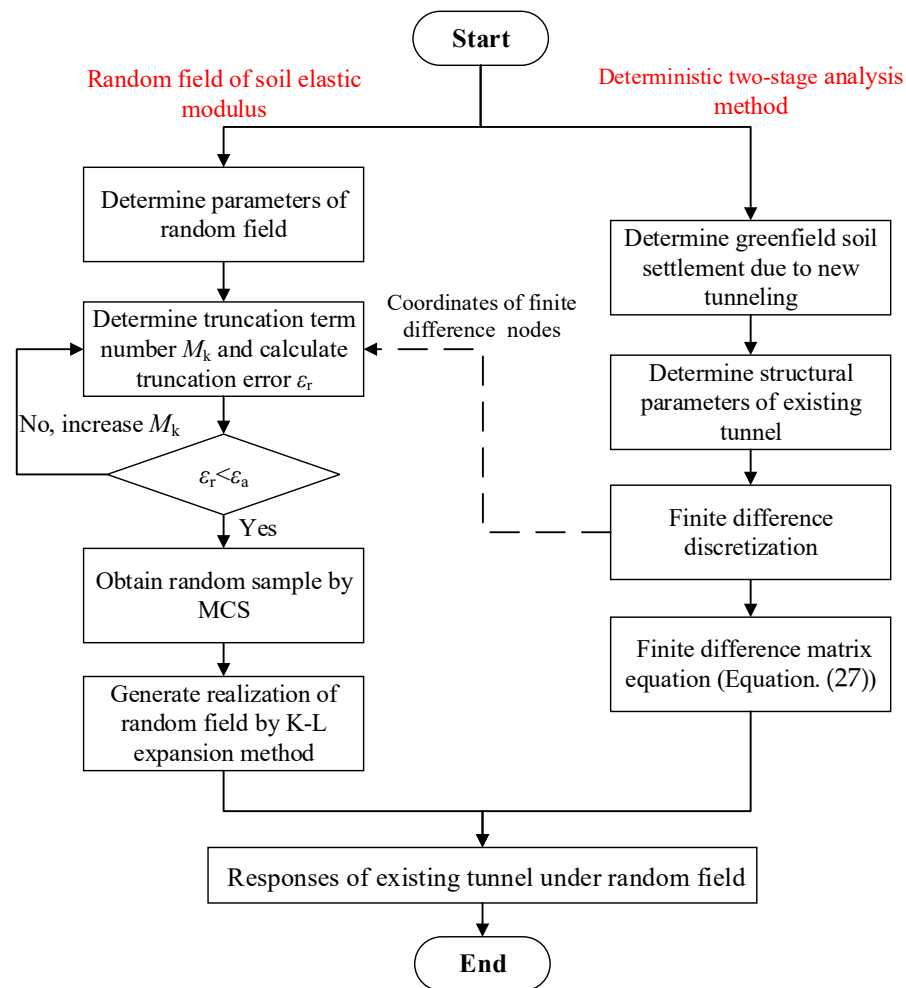 Start
Random field of soil elastic
modulus
Deterministic two-stage analysis
method
Determine parameters of
random field
Determine greenfield soil
settlement due to new
tunneling
Coordinates of finite
difference nodes
Determine truncation term
number Mk and calculate
truncation error εr
Determine structural
parameters of existing
tunnel
No, increase Mk
εr<εa
Yes
Finite difference
discretization
Obtain random sample by
MCS
Finite difference matrix
equation (Equation. (27))
Generate realization of
random field by K-L
expansion method
Responses of existing tunnel under random field
End